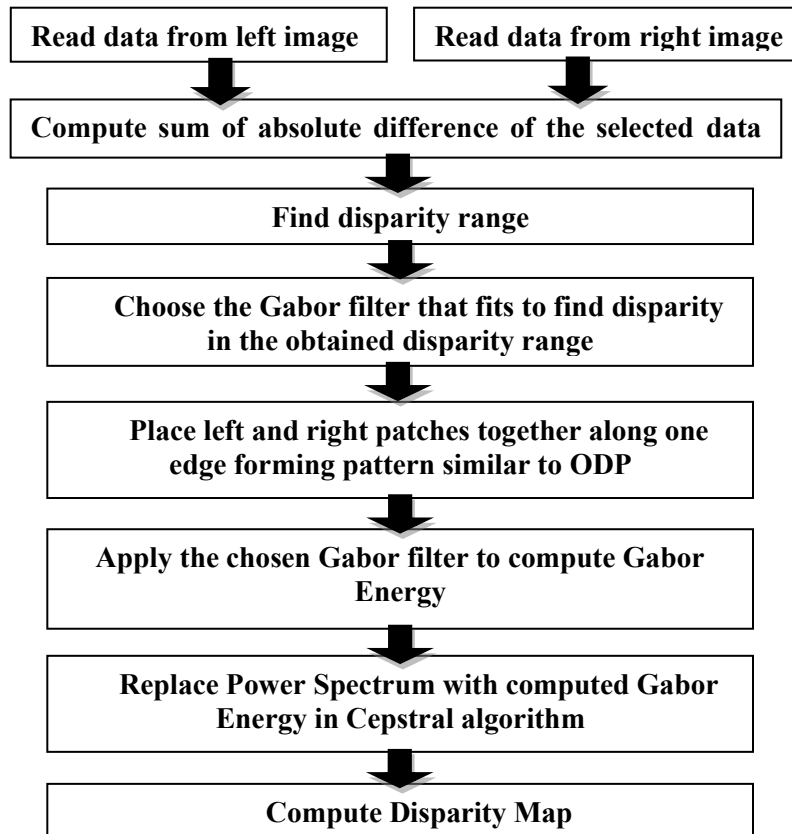 Read data from left image
Read data from right image
Compute sum of absolute difference of the selected data
Find disparity range
Choose the Gabor filter that fits to find disparity
in the obtained disparity range
Place left and right patches together along one
edge forming pattern similar to ODP
Apply the chosen Gabor filter to compute Gabor
Energy
Replace Power Spectrum with computed Gabor
Energy in Cepstral algorithm
Compute Disparity Map